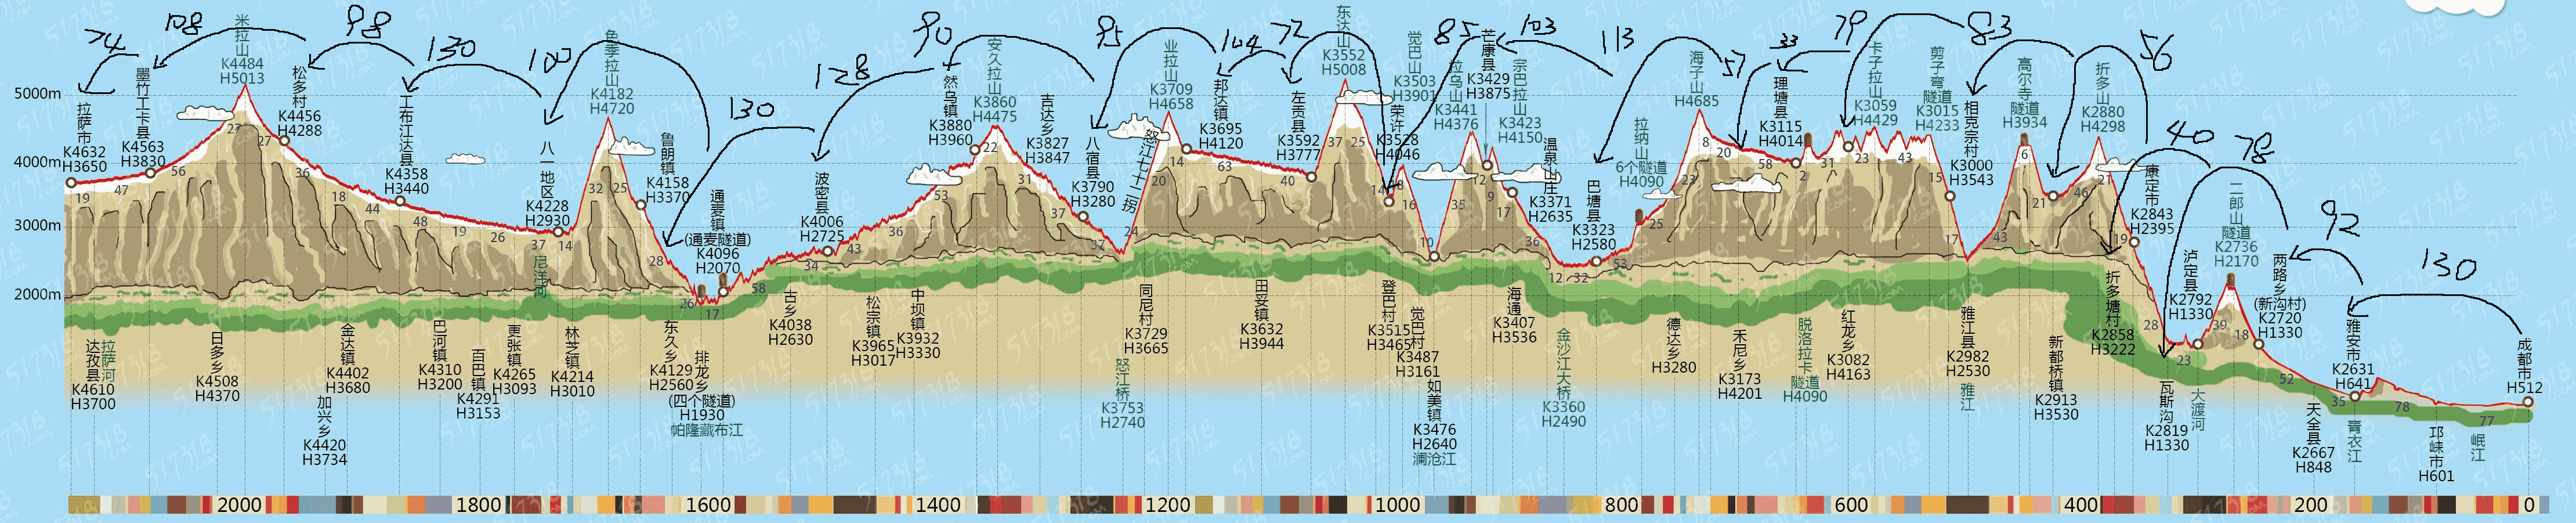 74
108
98
130
100
130
128
90
95
104
72
85
103
113
57
33
79
83
56
40
78
92
130
5000m
4000m
3000m
2000m
拉萨市
K4632
H3650
墨竹工卡县
K4563
H3830
米拉山
K4484
H5013
松多村
K4456
H4288
工布江达县
K4358
H3440
八一地区
K4228
H2930
色季拉山
K4182
H4720
鲁朗镇
K4158
H3370
通麦镇
(通麦隧道)
K4096
H2070
波密县
K4006
H2725
然乌镇
K3880
H3960
安久拉山
K3860
H4475
吉达乡
K3827
H3847
八宿县
K3790
H3280
怒江七十二拐
业拉山
K3709
H4658
邦达镇
K3695
H4120
左贡县
K3592
H3777
东达山
K3552
H5008
荣许
K3528
H4046
觉巴山
K3503
H3901
拉乌山
K3441
H4376
芒康县
K3429
H3875
宗巴拉山
K3423
H4150
温泉山庄
K3371
H2635
巴塘县
K3323
H2580
拉纳山
6个隧道
H4090
海子山
H4685
理塘县
K3115
H4014
卡子拉山
K3059
H4429
剪子弯
隧道
K3015
H4233
相克宗村
K3000
H3543
高尔寺
隧道
H3934
折多山
K2880
H4298
康定市
K2843
H2395
泸定县
K2792
H1330
二郎山
隧道
K2736
H2170
两路乡
(新沟村)
K2720
H1330
雅安市
K2631
H641
成都市
H512
19
47
56
27
27
36
18
44
48
19
26
37
14
32
25
28
26
17
58
34
43
36
53
22
31
37
37
24
20
14
63
40
37
25
14
8
16
10
35
12
9
17
36
12
32
53
25
23
8
20
58
2
31
23
43
15
17
43
6
21
46
21
19
28
23
39
18
52
35
78
77
达孜县
K4610
H3700
拉萨河
日多乡
K4508
H4370
加兴乡
K4420
H3734
金达镇
K4402
H3680
巴河镇
K4310
H3200
百巴镇
K4291
H3153
更张镇
K4265
H3093
尼洋河
林芝镇
K4214
H3010
东久乡
K4129
H2560
排龙乡
(四个隧道)
H1930
帕隆藏布江
古乡
K4038
H2630
松宗镇
K3965
H3017
中坝镇
K3932
H3330
怒江桥
K3753
H2740
同尼村
K3729
H3665
田妥镇
K3632
H3944
登巴村
K3515
H3465
觉巴村
K3487
H3161
如美镇
K3476
H2640
澜沧江
海通
K3407
H3536
金沙江大桥
K3360
H2490
德达乡
H3280
禾尼乡
K3173
H4201
脱洛拉卡
隧道
H4090
红龙乡
K3082
H4163
雅江县
K2982
H2530
雅江
新都桥镇
K2913
H3530
折多塘村
K2858
H3222
瓦斯沟
K2819
H1330
大渡河
天全县
K2667
H848
青衣江
邛崃市
H601
岷江
2000
1800
1600
1400
1200
1000
800
600
400
200
0